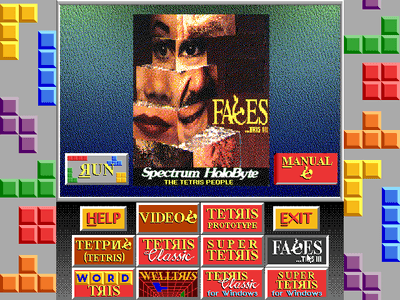 FACES
...TRIS III
RUN
MANUAL
Spectrum HoloByte
THE TETRIS PEOPLE
HELP
VIDEO
TETRIS
PROTOTYPE
EXIT
ТЕТРИС
(TETRIS)
TETRIS
Classic
SUPER
TETRIS
FACES
...TRIS III
WORD
TRIS
WELLTRIS
TETRIS
Classic
for Windows
SUPER
TETRIS
for Windows